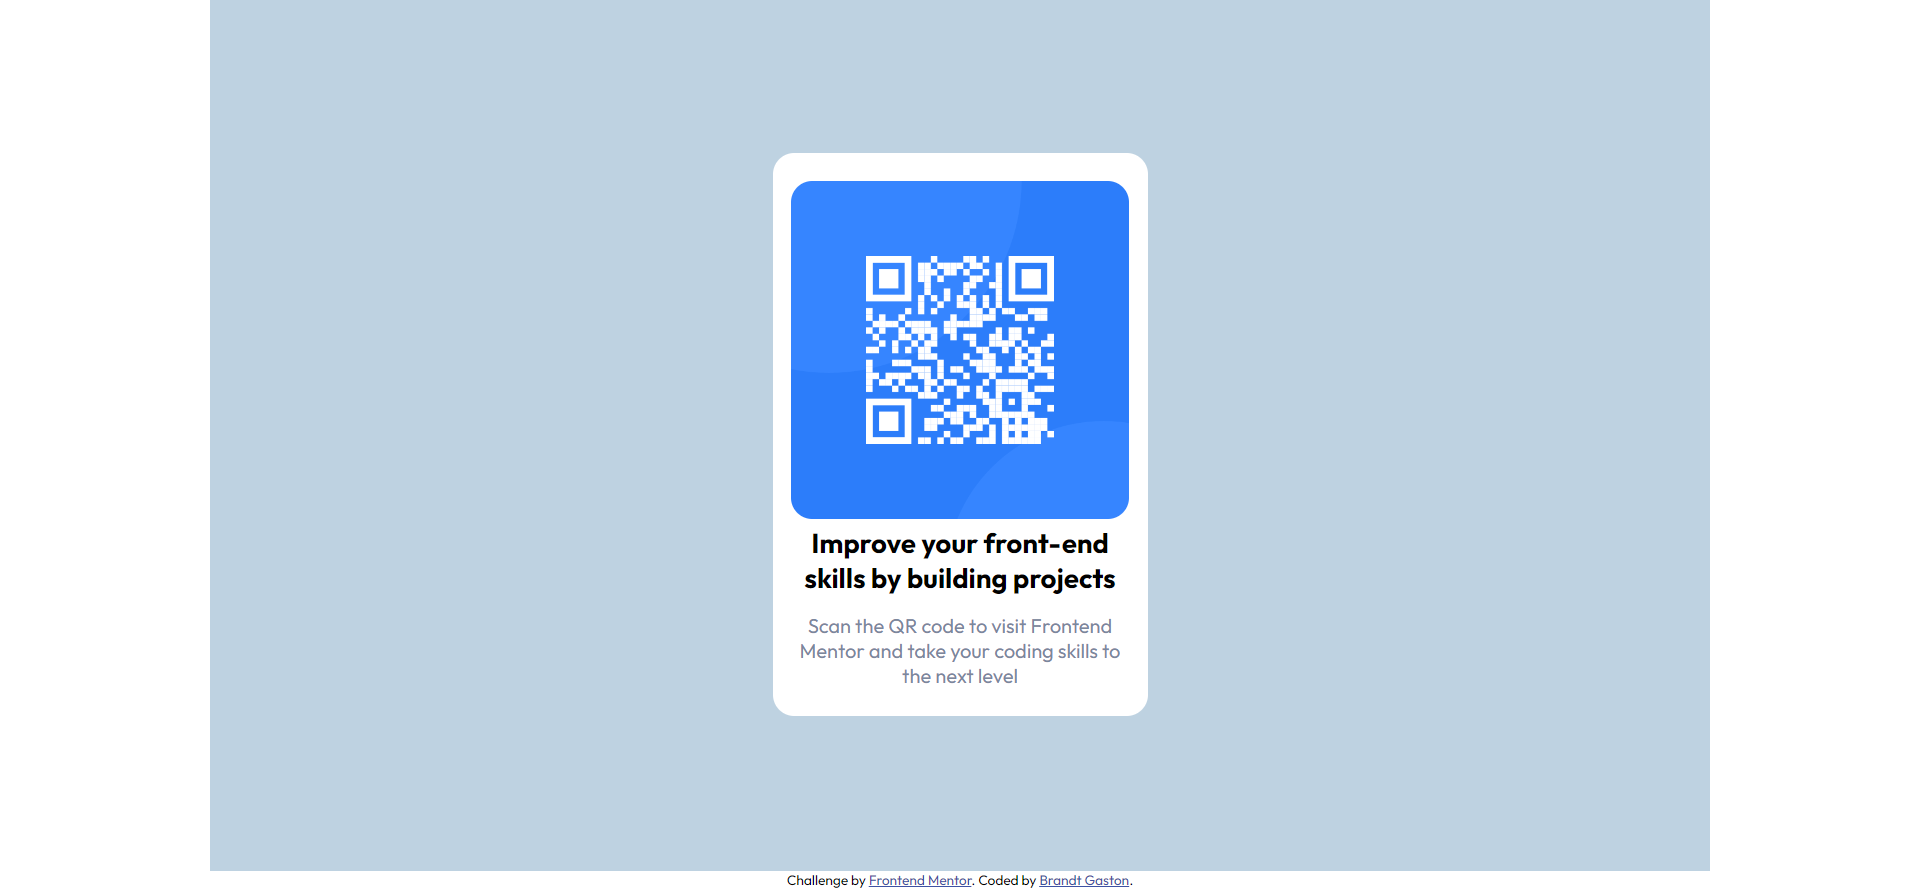 Improve your front-end
skills by building projects
Scan the QR code to visit Frontend
Mentor and take your coding skills to
the next level
Challenge by Frontend Mentor. Coded by Brandt Gaston.